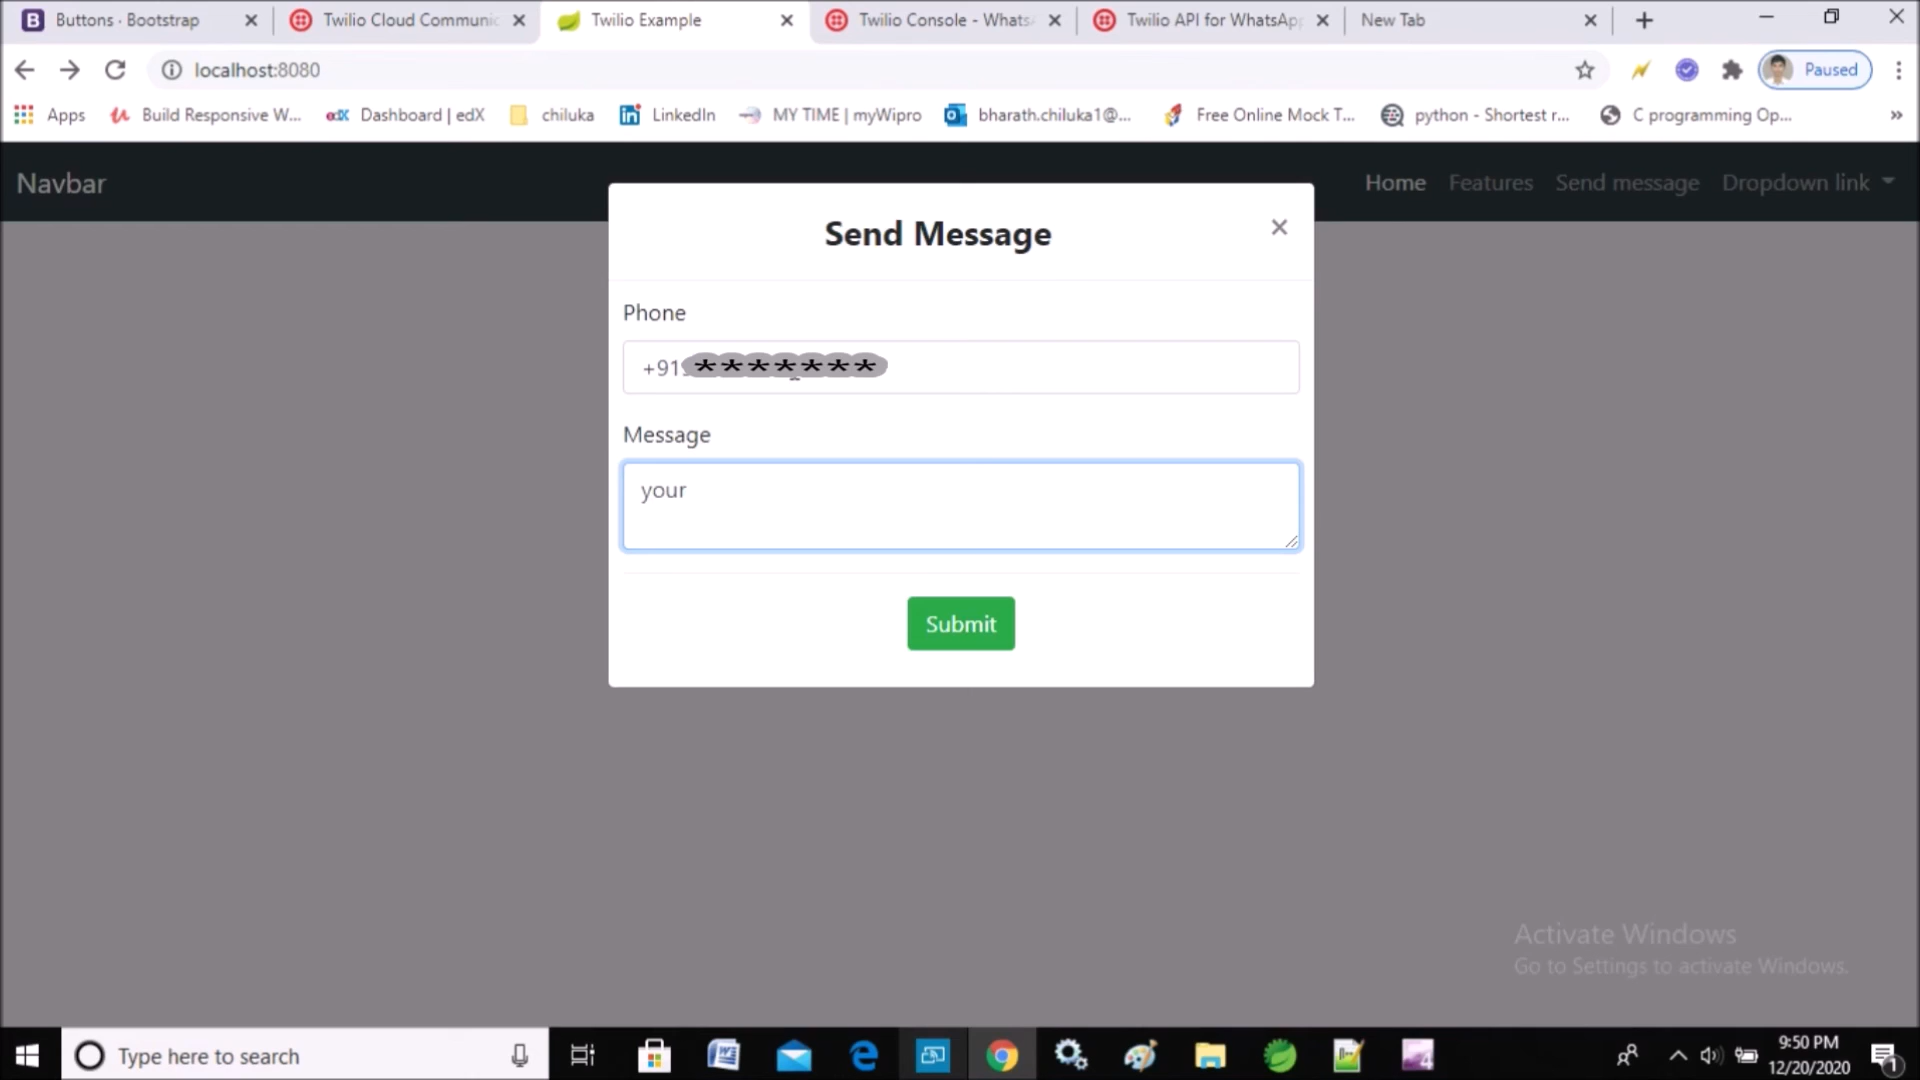 Buttons · Bootstrap
Twilio Cloud Communic
Twilio Example
Twilio Console - Whats
Twilio API for WhatsApp
New Tab
localhost:8080
Paused
Apps
Build Responsive W...
edX
Dashboard | edX
chiluka
LinkedIn
MY TIME | myWipro
bharath.chiluka1@...
Free Online Mock T...
python - Shortest r...
C programming Op...
Navbar
Home
Features
Send message
Dropdown link
Send Message
Phone
+91*******
Message
your
Submit
Activate Windows
Go to Settings to activate Windows.
Type here to search
9:50 PM
12/20/2020
1